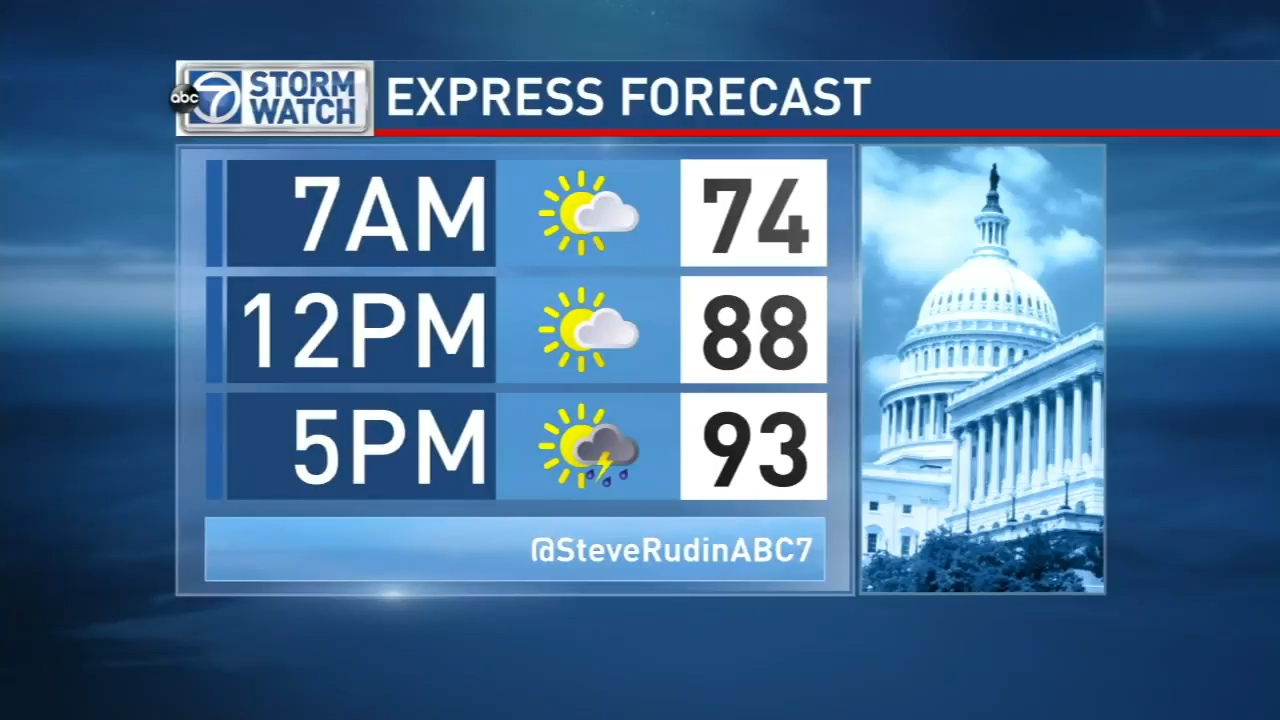 abc 7 STORM
WATCH
EXPRESS FORECAST
7AM 74
12PM 88
5PM 93
@SteveRudinABC7